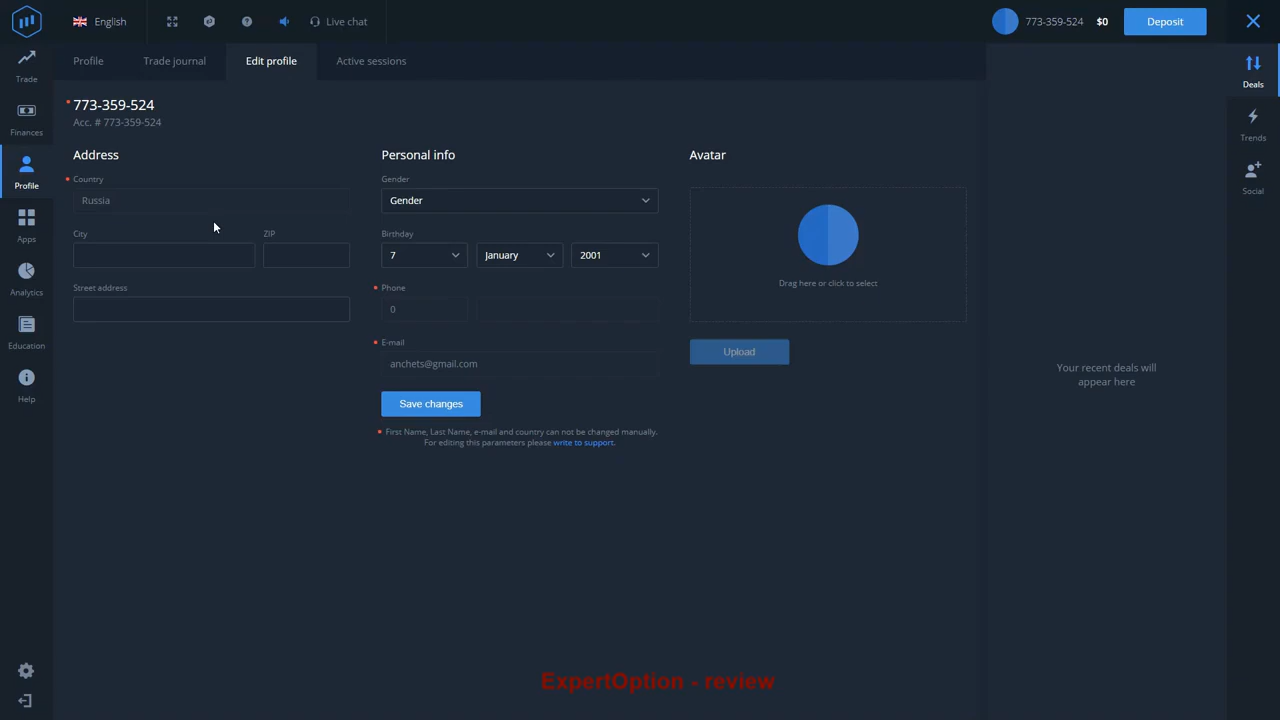 English
Live chat
773-359-524
$0
Deposit
Trade
Finances
Profile
Apps
Analytics
Education
Help
Profile
Trade journal
Edit profile
Active sessions
773-359-524
Acc. # 773-359-524
Address
Country
Russia
City
ZIP
Street address
Personal info
Gender
Gender
Birthday
7
January
2001
Phone
0
E-mail
anchets@gmail.com
Save changes
First Name, Last Name, e-mail and country can not be changed manually.
For editing this parameters please write to support.
Avatar
Drag here or click to select
Upload
Your recent deals will
appear here
Deals
Trends
Social
ExpertOption - review